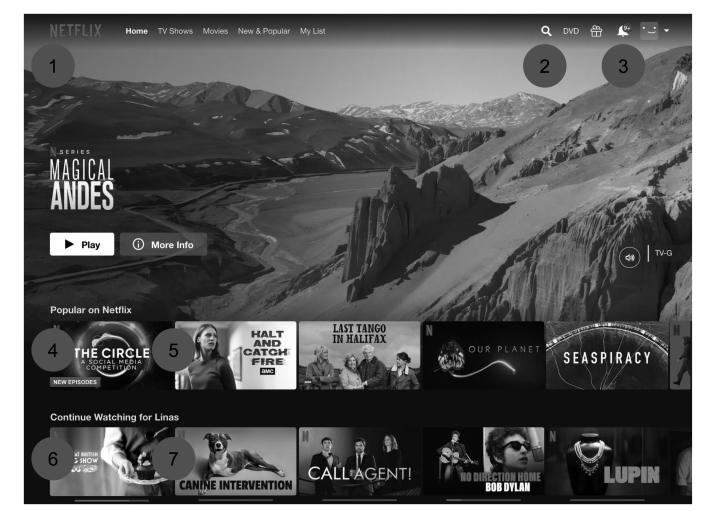 NETFLIX Home TV Shows Movies New & Popular My List DVD 9+
1 2 3
N SERIES
MAGICAL
ANDES
Play More Info
TV-G
Popular on Netflix
4
THE CIRCLE
A SOCIAL MEDIA
COMPETITION
NEW EPISODES
5
HALT
AND
CATCH
FIRE
aMC
LAST TANGO
IN HALIFAX
N
OUR PLANET
SEASPIRACY
N
Continue Watching for Linas
6
BRITISH
SHOW
7
CANINE INTERVENTION
N
CALL MY AGENT!
NO DIRECTION HOME
BOB DYLAN
N
LUPIN